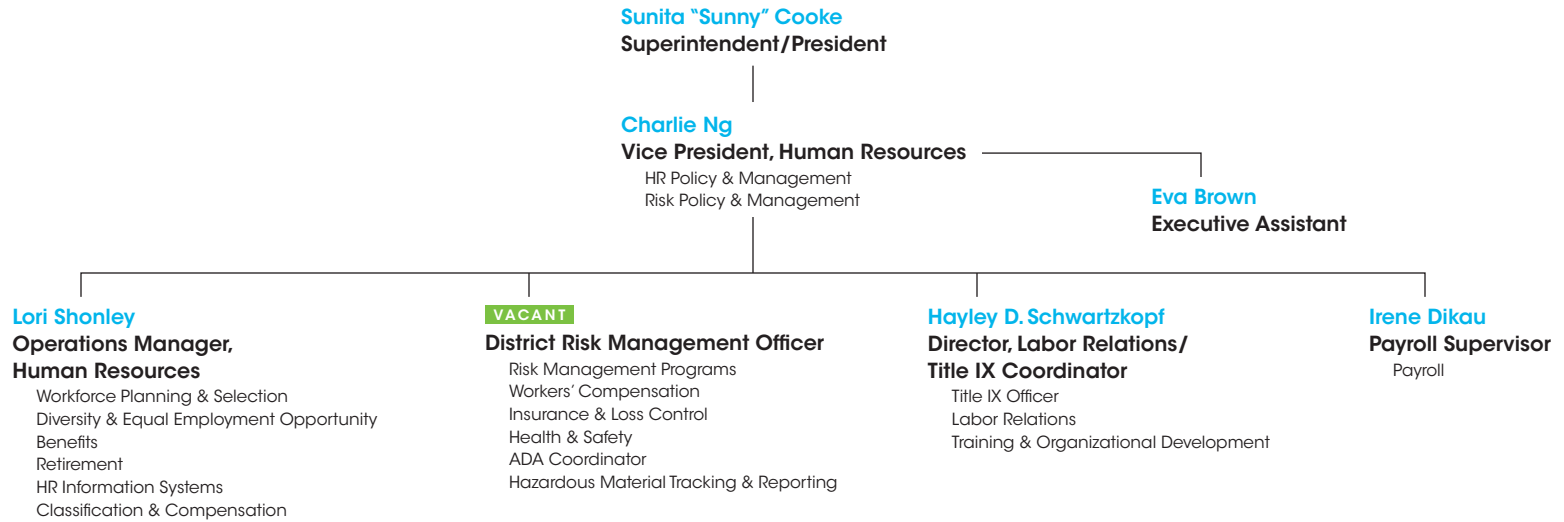 Sunita “Sunny” Cooke
Superintendent/President
Charlie Ng
Vice President, Human Resources
HR Policy & Management
Risk Policy & Management
Eva Brown
Executive Assistant
Lori Shonley
Operations Manager,
Human Resources
Workforce Planning & Selection
Diversity & Equal Employment Opportunity
Benefits
Retirement
HR Information Systems
Classification & Compensation
VACANT
District Risk Management Officer
Risk Management Programs
Workers’ Compensation
Insurance & Loss Control
Health & Safety
ADA Coordinator
Hazardous Material Tracking & Reporting
Hayley D. Schwartzkopf
Director, Labor Relations/
Title IX Coordinator
Title IX Officer
Labor Relations
Training & Organizational Development
Irene Dikau
Payroll Supervisor
Payroll